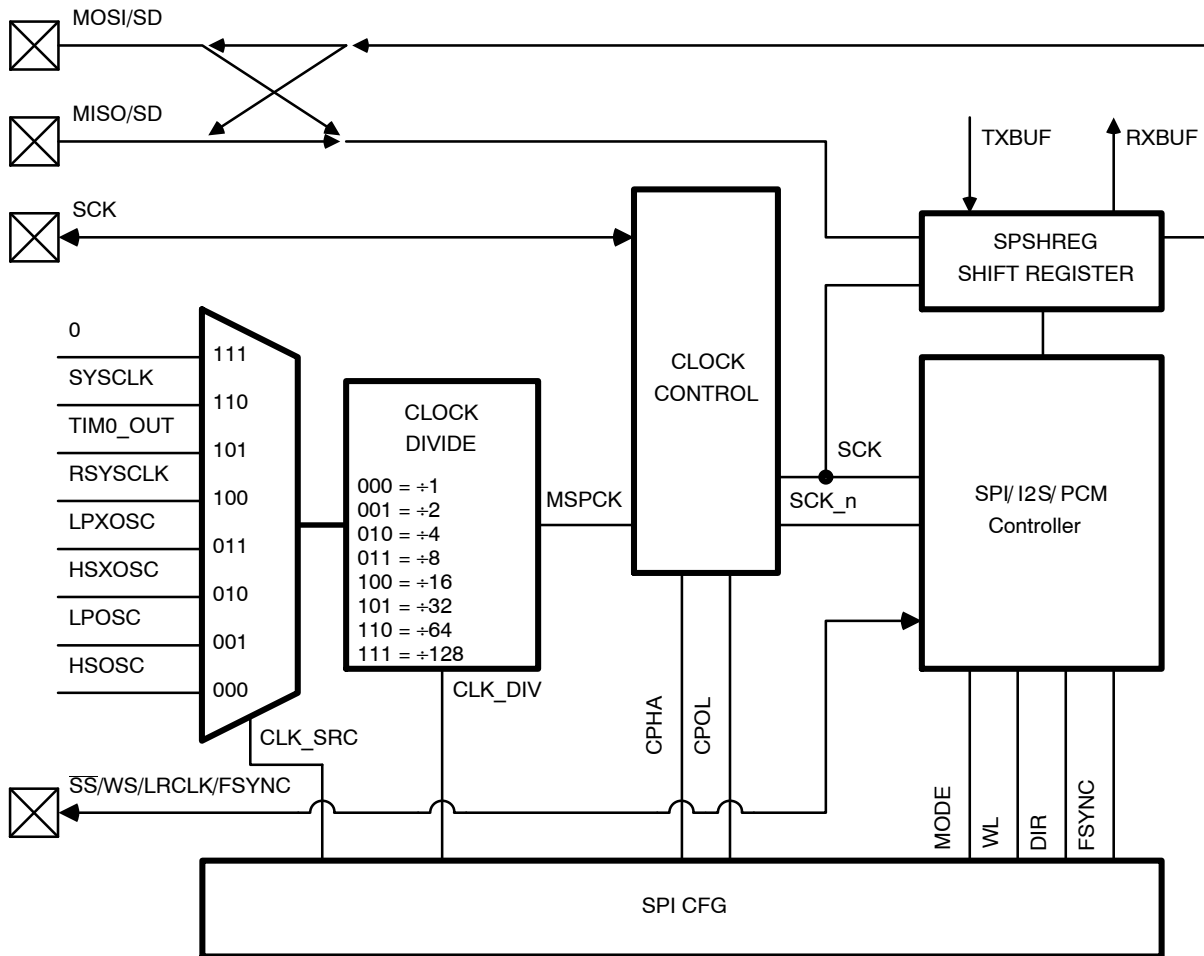 MOSI/SD
MISO/SD
TXBUF
RXBUF
SCK
SPSHREG
SHIFT REGISTER
CLOCK
CONTROL
0
111
SYSCLK
110
TIM0_OUT
101
RSYSCLK
100
LPXOSC
011
HSXOSC
010
LPOSC
001
HSOSC
000
CLOCK
DIVIDE
000 = ÷1
001 = ÷2
010 = ÷4
011 = ÷8
100 = ÷16
101 = ÷32
110 = ÷64
111 = ÷128
MSPCK
SCK
SCK_n
SPI/ I2S/ PCM
Controller
CLK_DIV
CLK_SRC
CPHA
CPOL
S̅S̅/WS/LRCLK/FSYNC
MODE
WL
DIR
FSYNC
SPI CFG